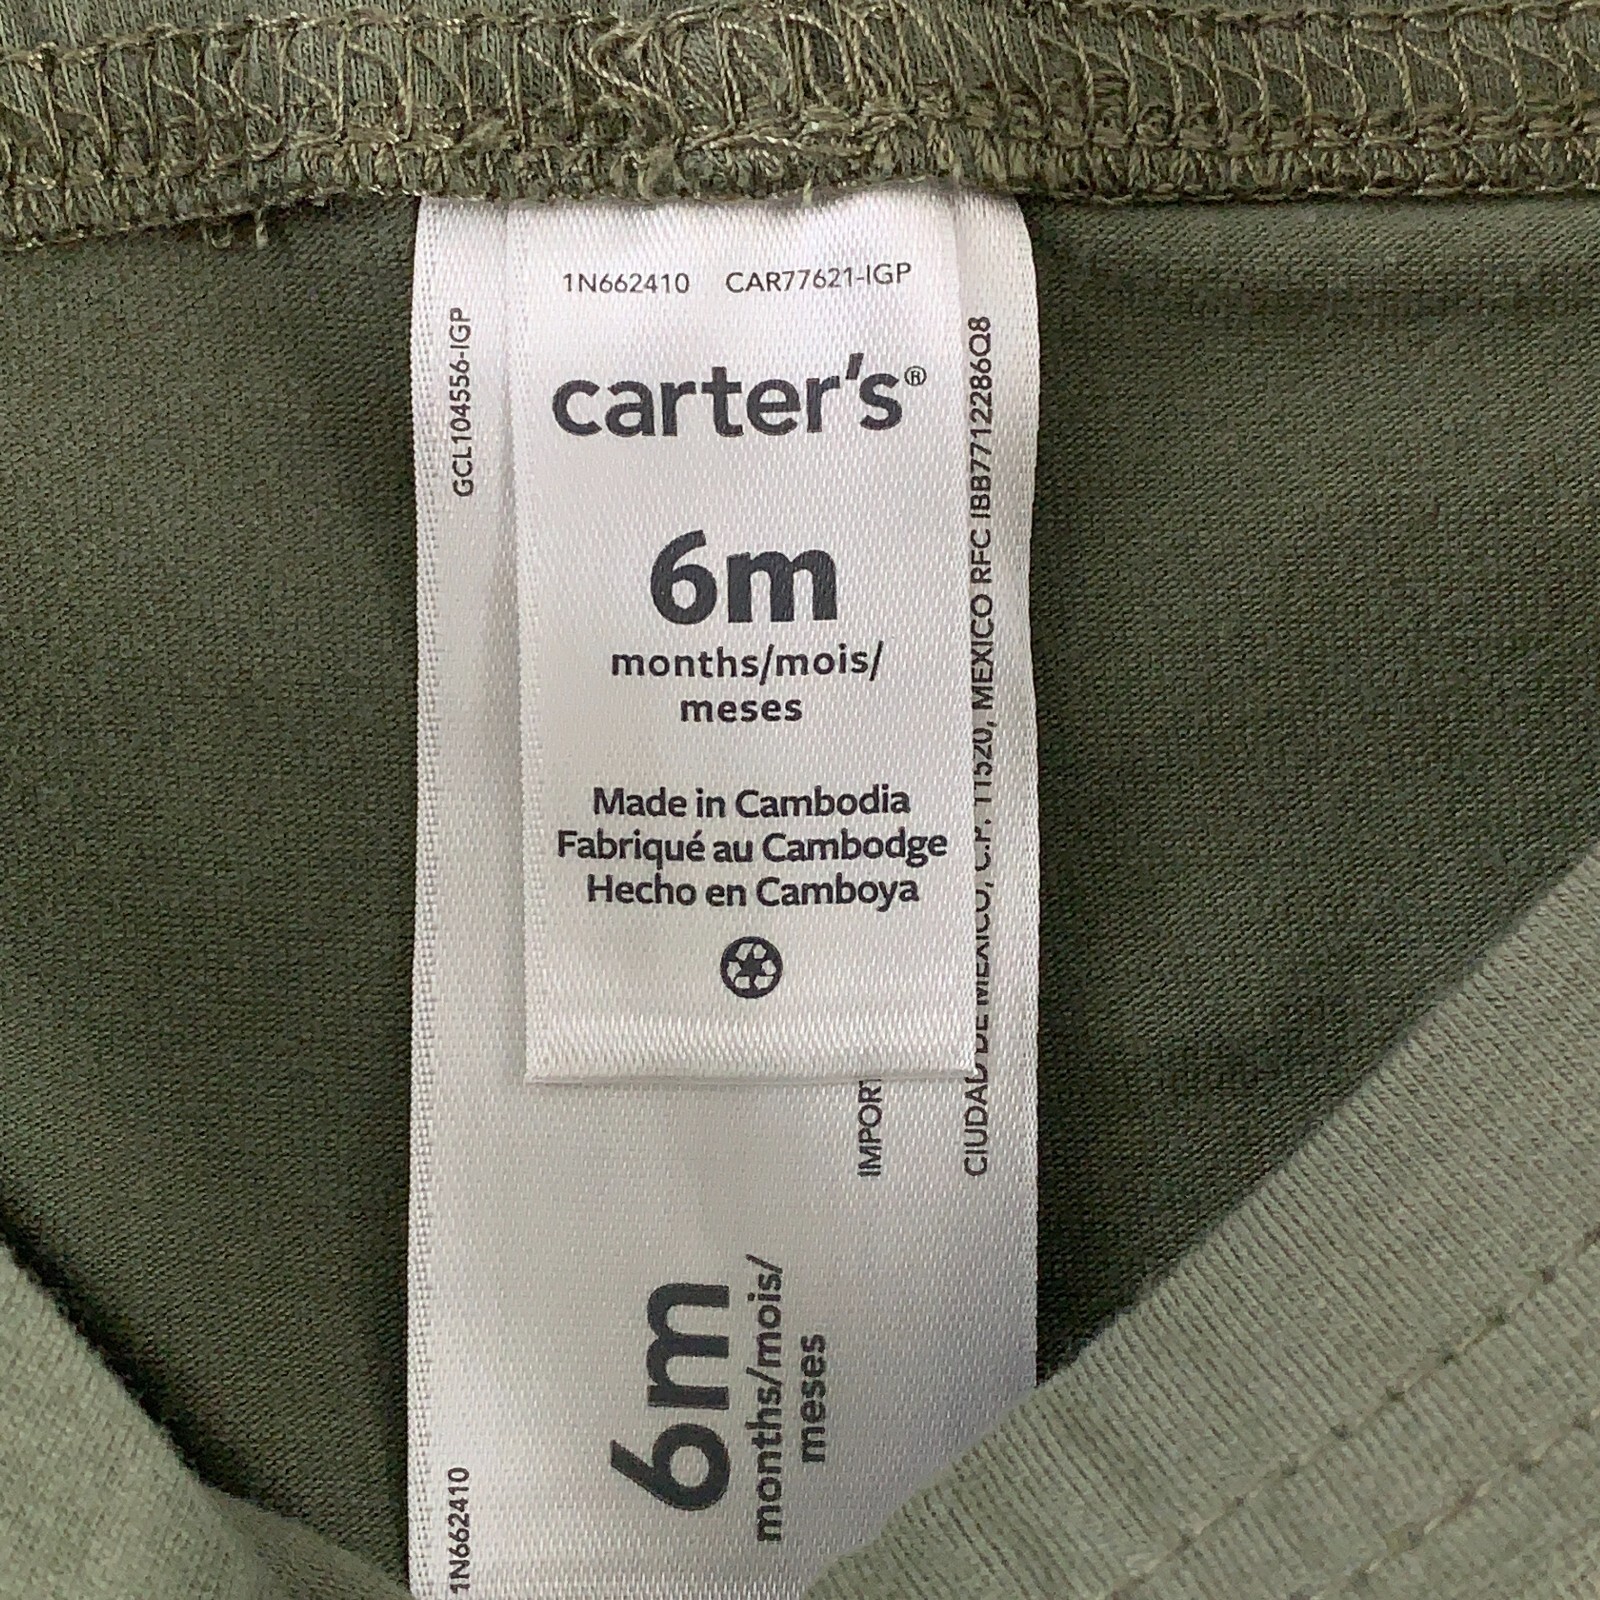 1N662410 CAR77621-IGP
carter's®
6m
months/mois/
meses
Made in Cambodia
Fabriqué au Cambodge
Hecho en Camboya
GCL104556-IGP
1N662410
6m
months/mois/
meses
CIUDAD DE MEXICO, C.P. 11520, MEXICO RFC IBB7712286Q8